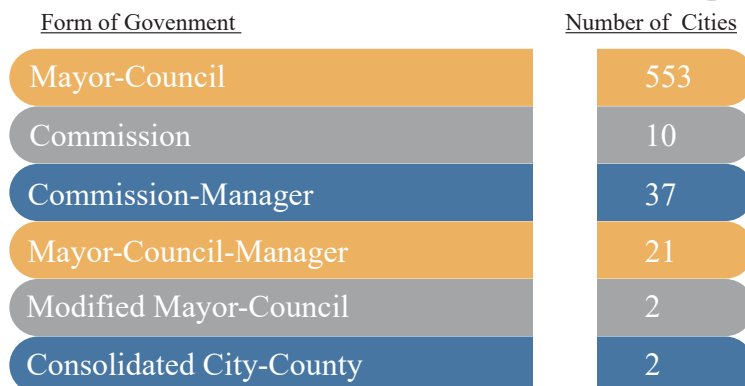 Form of Govenment Number of Cities
Mayor-Council 553
Commission 10
Commission-Manager 37
Mayor-Council-Manager 21
Modified Mayor-Council 2
Consolidated City-County 2